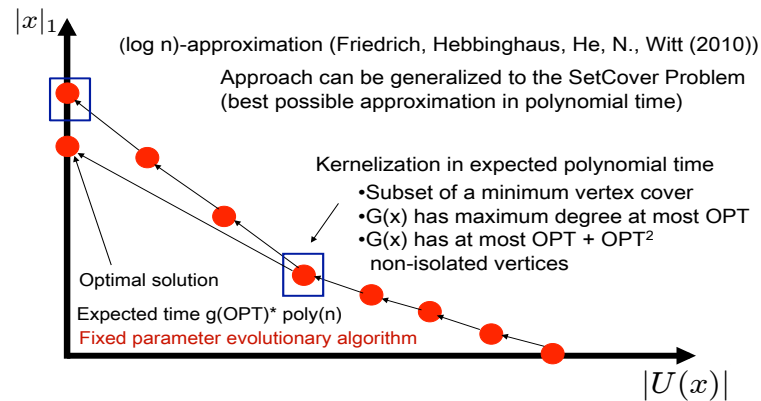 |x|₁
(log n)-approximation (Friedrich, Hebbinghaus, He, N., Witt (2010))
Approach can be generalized to the SetCover Problem
(best possible approximation in polynomial time)
Kernelization in expected polynomial time
•Subset of a minimum vertex cover
•G(x) has maximum degree at most OPT
•G(x) has at most OPT + OPT²
non-isolated vertices
Optimal solution
Expected time g(OPT)* poly(n)
Fixed parameter evolutionary algorithm
|U(x)|